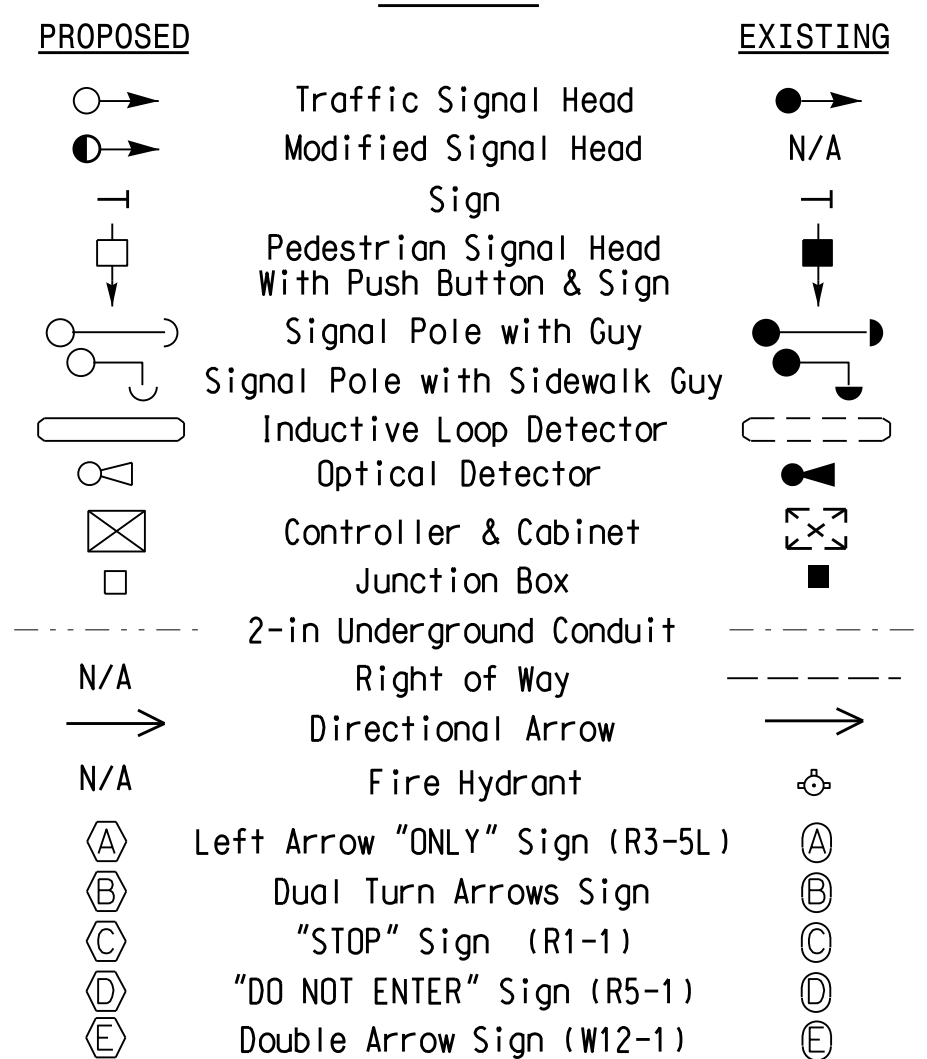 PROPOSED EXISTING
Traffic Signal Head
Modified Signal Head N/A
Sign
Pedestrian Signal Head
With Push Button & Sign
Signal Pole with Guy
Signal Pole with Sidewalk Guy
Inductive Loop Detector
Optical Detector
Controller & Cabinet
Junction Box
2-in Underground Conduit
N/A Right of Way
Directional Arrow
N/A Fire Hydrant
A Left Arrow "ONLY" Sign (R3-5L) A
B Dual Turn Arrows Sign B
C "STOP" Sign (R1-1) C
D "DO NOT ENTER" Sign (R5-1) D
E Double Arrow Sign (W12-1) E